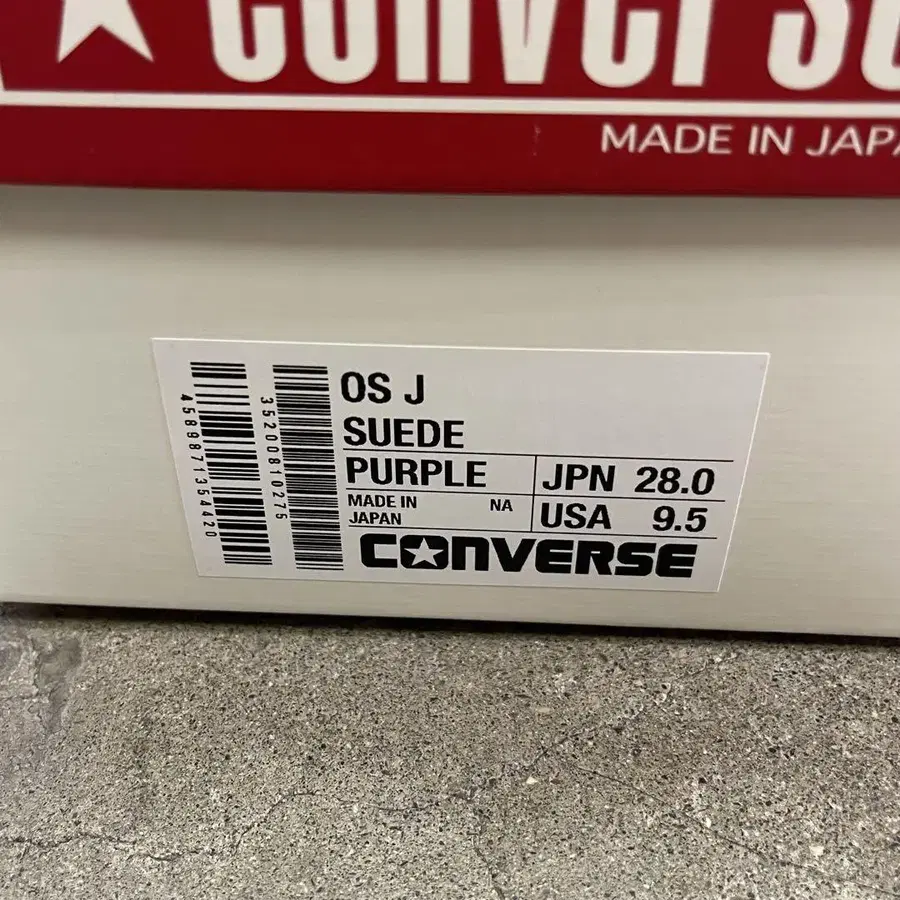 CONVERSE
MADE IN JAPA
4589871354420
35200810275
OS J
SUEDE
PURPLE
JPN 28.0
MADE IN JAPAN
NA
USA 9.5
CONVERSE